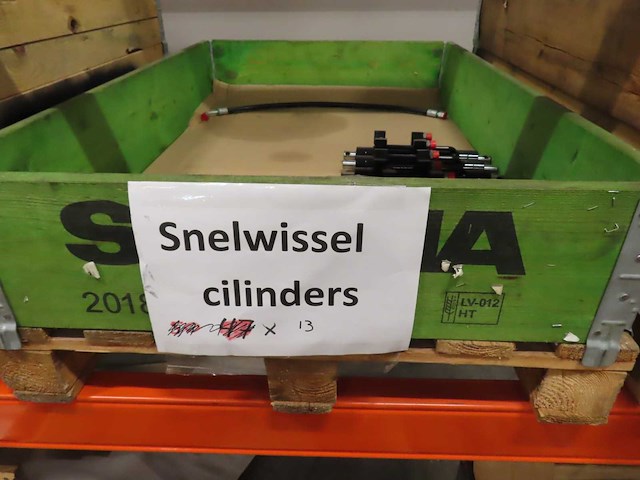 Snelwissel
cilinders
x 13
2018
LV-012
HT